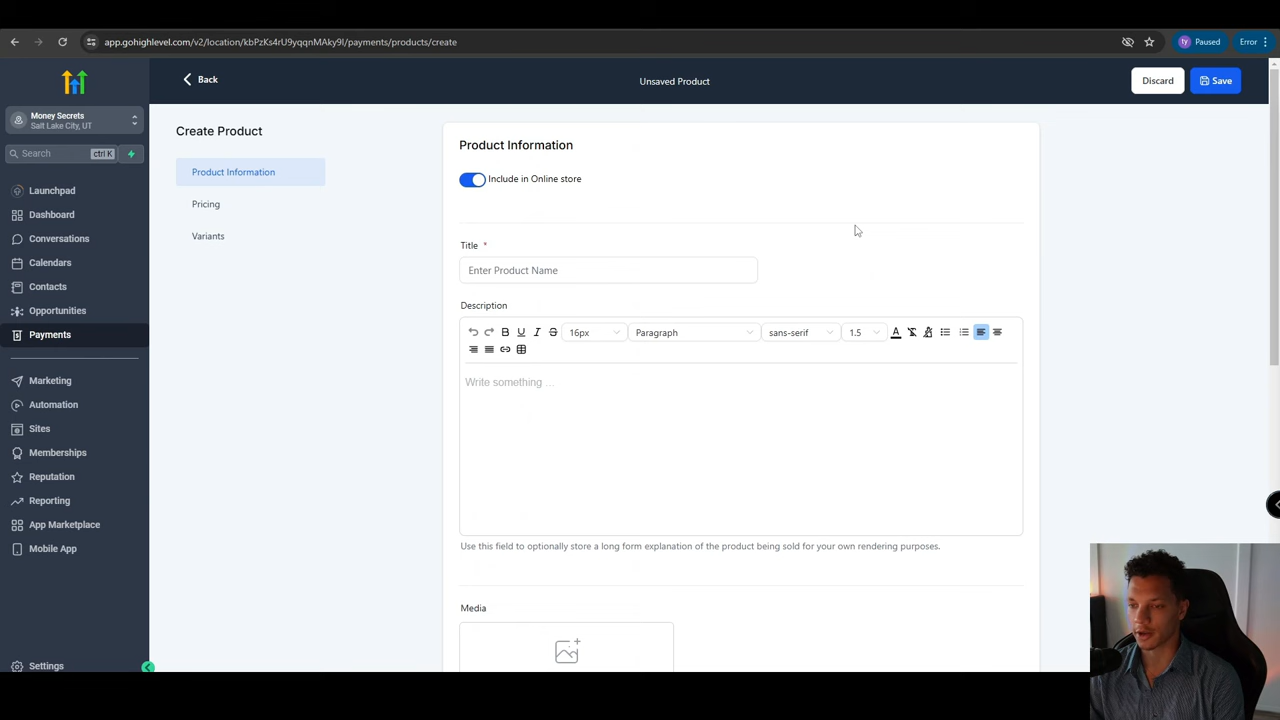 app.gohighlevel.com/v2/location/kbPzKs4rU9yqqnMAky9I/payments/products/create
ty
Paused
Error
Back
Unsaved Product
Discard
Save
Money Secrets
Salt Lake City, UT
Search
ctrl K
Launchpad
Dashboard
Conversations
Calendars
Contacts
Opportunities
Payments
Marketing
Automation
Sites
Memberships
Reputation
Reporting
App Marketplace
Mobile App
Settings
Create Product
Product Information
Pricing
Variants
Product Information
Include in Online store
Title *
Enter Product Name
Description
B U I S 16px Paragraph sans-serif 1.5 A
Write something ...
Use this field to optionally store a long form explanation of the product being sold for your own rendering purposes.
Media